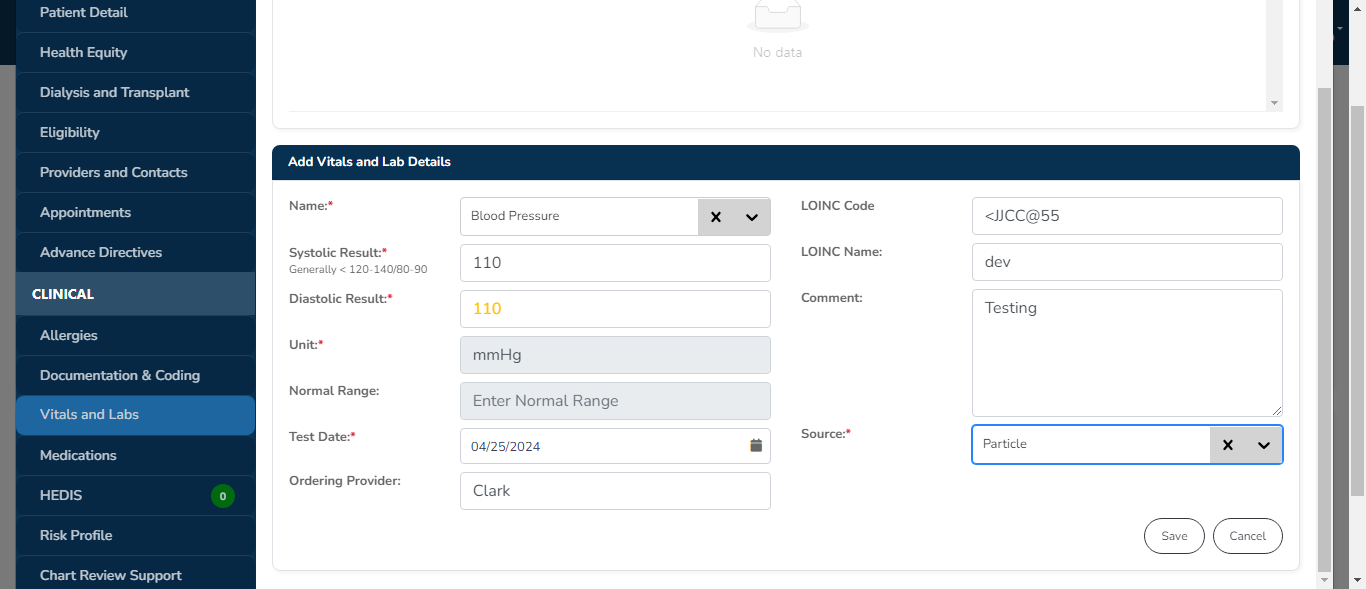 Patient Detail
Health Equity
Dialysis and Transplant
Eligibility
Providers and Contacts
Appointments
Advance Directives
CLINICAL
Allergies
Documentation & Coding
Vitals and Labs
Medications
HEDIS 0
Risk Profile
Chart Review Support
No data
Add Vitals and Lab Details
Name:* Blood Pressure
Systolic Result:* 110
Generally < 120-140/80-90
Diastolic Result:* 110
Unit:* mmHg
Normal Range: Enter Normal Range
Test Date:* 04/25/2024
Ordering Provider: Clark
LOINC Code <JJCC@55
LOINC Name: dev
Comment: Testing
Source:* Particle
Save Cancel